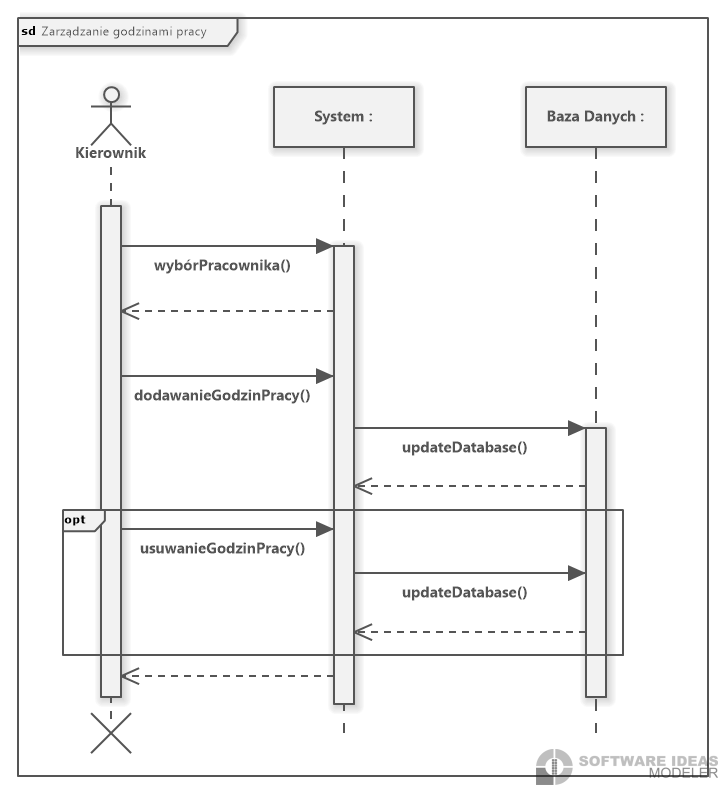 sd Zarządzanie godzinami pracy
System :
Baza Danych :
Kierownik
wybórPracownika()
dodawanieGodzinPracy()
updateDatabase()
opt
usuwanieGodzinPracy()
updateDatabase()
SOFTWARE IDEAS
MODELER